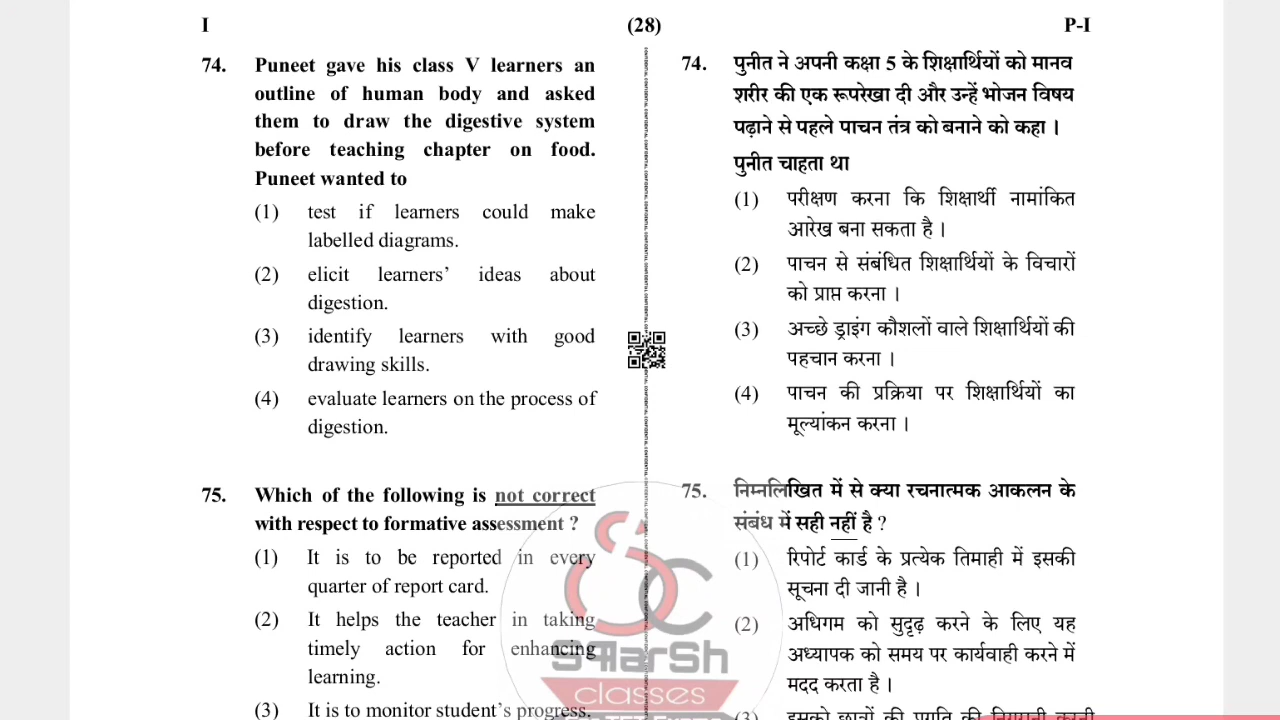 I (28) P-I
74. Puneet gave his class V learners an
outline of human body and asked
them to draw the digestive system
before teaching chapter on food.
Puneet wanted to
(1) test if learners could make
labelled diagrams.
(2) elicit learners' ideas about
digestion.
(3) identify learners with good
drawing skills.
(4) evaluate learners on the process of
digestion.
75. Which of the following is not correct
with respect to formative assessment ?
(1) It is to be reported in every
quarter of report card.
(2) It helps the teacher in taking
timely action for enhancing
learning.
(3) It is to monitor student's progress.
74. पुनीत ने अपनी कक्षा 5 के शिक्षार्थियों को मानव
शरीर की एक रूपरेखा दी और उन्हें भोजन विषय
पढ़ाने से पहले पाचन तंत्र को बनाने को कहा ।
पुनीत चाहता था
(1) परीक्षण करना कि शिक्षार्थी नामांकित
आरेख बना सकता है ।
(2) पाचन से संबंधित शिक्षार्थियों के विचारों
को प्राप्त करना ।
(3) अच्छे ड्राइंग कौशलों वाले शिक्षार्थियों की
पहचान करना ।
(4) पाचन की प्रक्रिया पर शिक्षार्थियों का
मूल्यांकन करना ।
75. निम्नलिखित में से क्या रचनात्मक आकलन के
संबंध में सही नहीं है ?
(1) रिपोर्ट कार्ड के प्रत्येक तिमाही में इसकी
सूचना दी जानी है ।
(2) अधिगम को सुदृढ़ करने के लिए यह
अध्यापक को समय पर कार्यवाही करने में
मदद करता है ।
(3) इसको छात्रों की प्रगति की निगरानी करनी
SparSh
classes